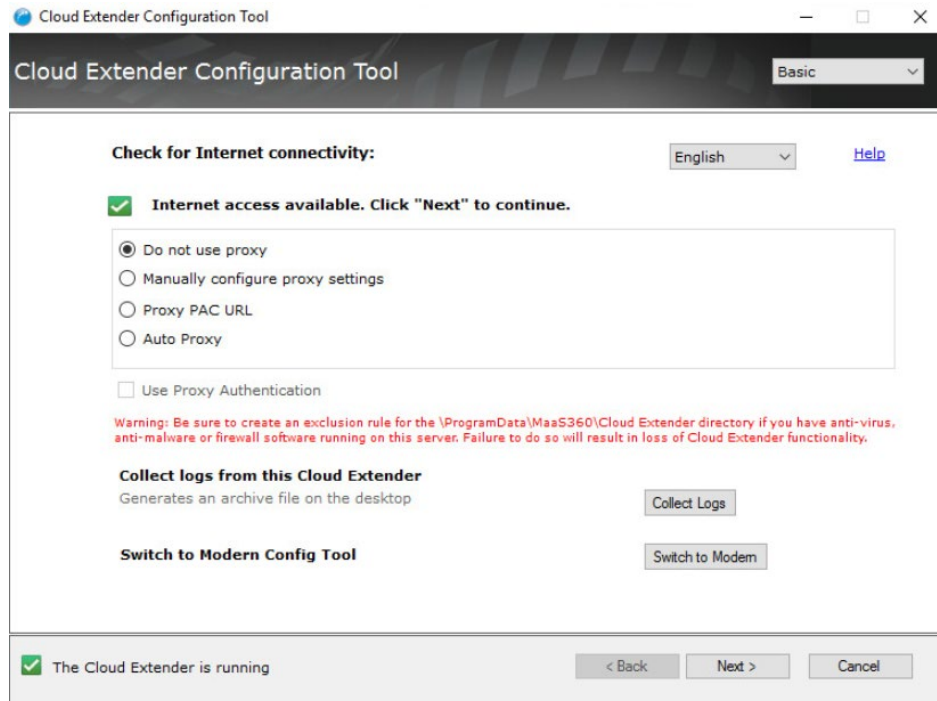 Cloud Extender Configuration Tool
Cloud Extender Configuration Tool
Basic
Check for Internet connectivity:
English
Help
Internet access available. Click "Next" to continue.
Do not use proxy
Manually configure proxy settings
Proxy PAC URL
Auto Proxy
Use Proxy Authentication
Warning: Be sure to create an exclusion rule for the \ProgramData\MaaS360\Cloud Extender directory if you have anti-virus,
anti-malware or firewall software running on this server. Failure to do so will result in loss of Cloud Extender functionality.
Collect logs from this Cloud Extender
Generates an archive file on the desktop
Collect Logs
Switch to Modern Config Tool
Switch to Modern
The Cloud Extender is running
< Back
Next >
Cancel